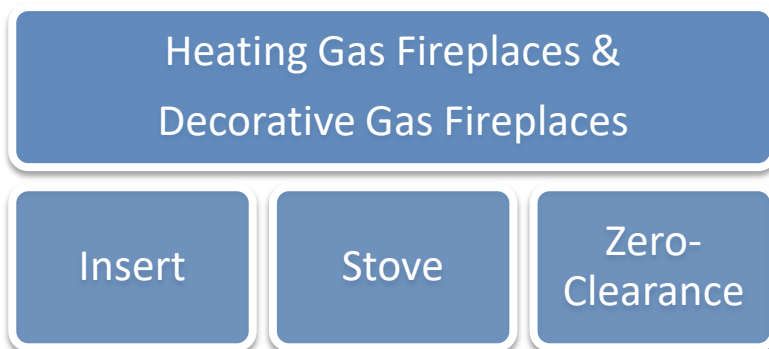 Heating Gas Fireplaces &
Decorative Gas Fireplaces
Insert
Stove
Zero-
Clearance